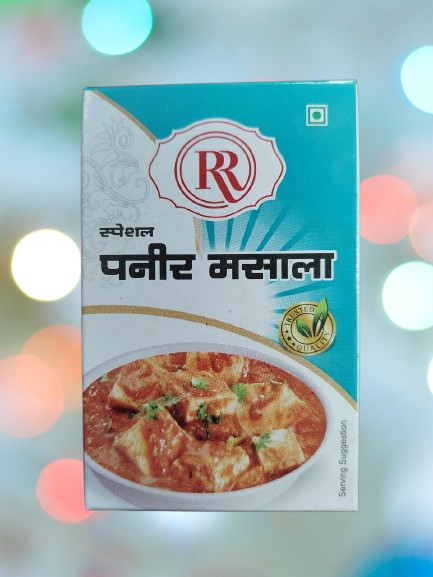 RR
स्पेशल
पनीर मसाला
TRUSTED
QUALITY
Serving Suggestion